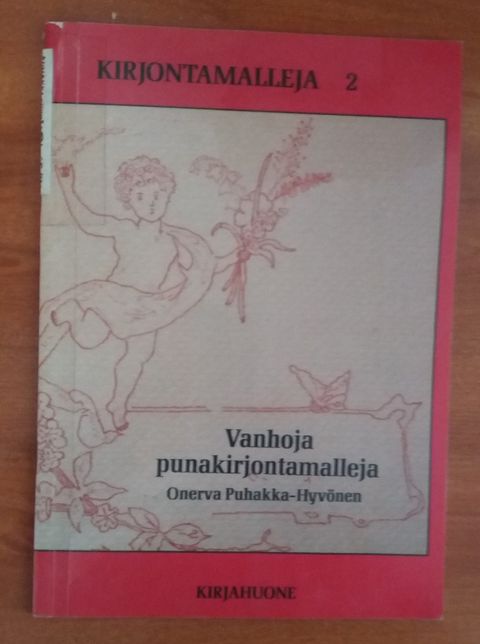 KIRJONTAMALLEJA 2
Vanhoja
punakirjontamalleja
Onerva Puhakka-Hyvönen
KIRJAHUONE